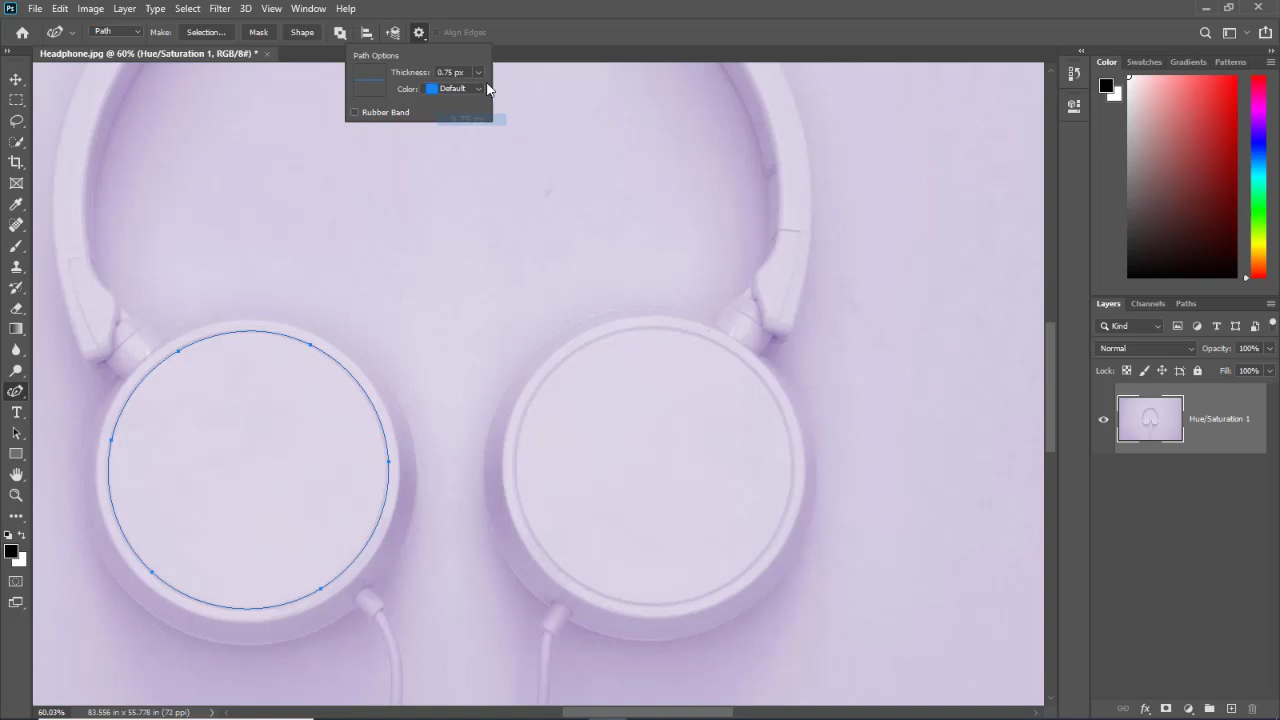 Ps File Edit Image Layer Type Select Filter 3D View Window Help
Path Make: Selection... Mask Shape Align Edges
Headphone.jpg @ 60% (Hue/Saturation 1, RGB/8#) *
Path Options
Thickness: 0.75 px
Color: Default
Rubber Band
0.75 px
Color Swatches Gradients Patterns
Layers Channels Paths
Kind
Normal Opacity: 100%
Lock: Fill: 100%
Hue/Saturation 1
60.03% 83.556 in x 55.778 in (72 ppi)